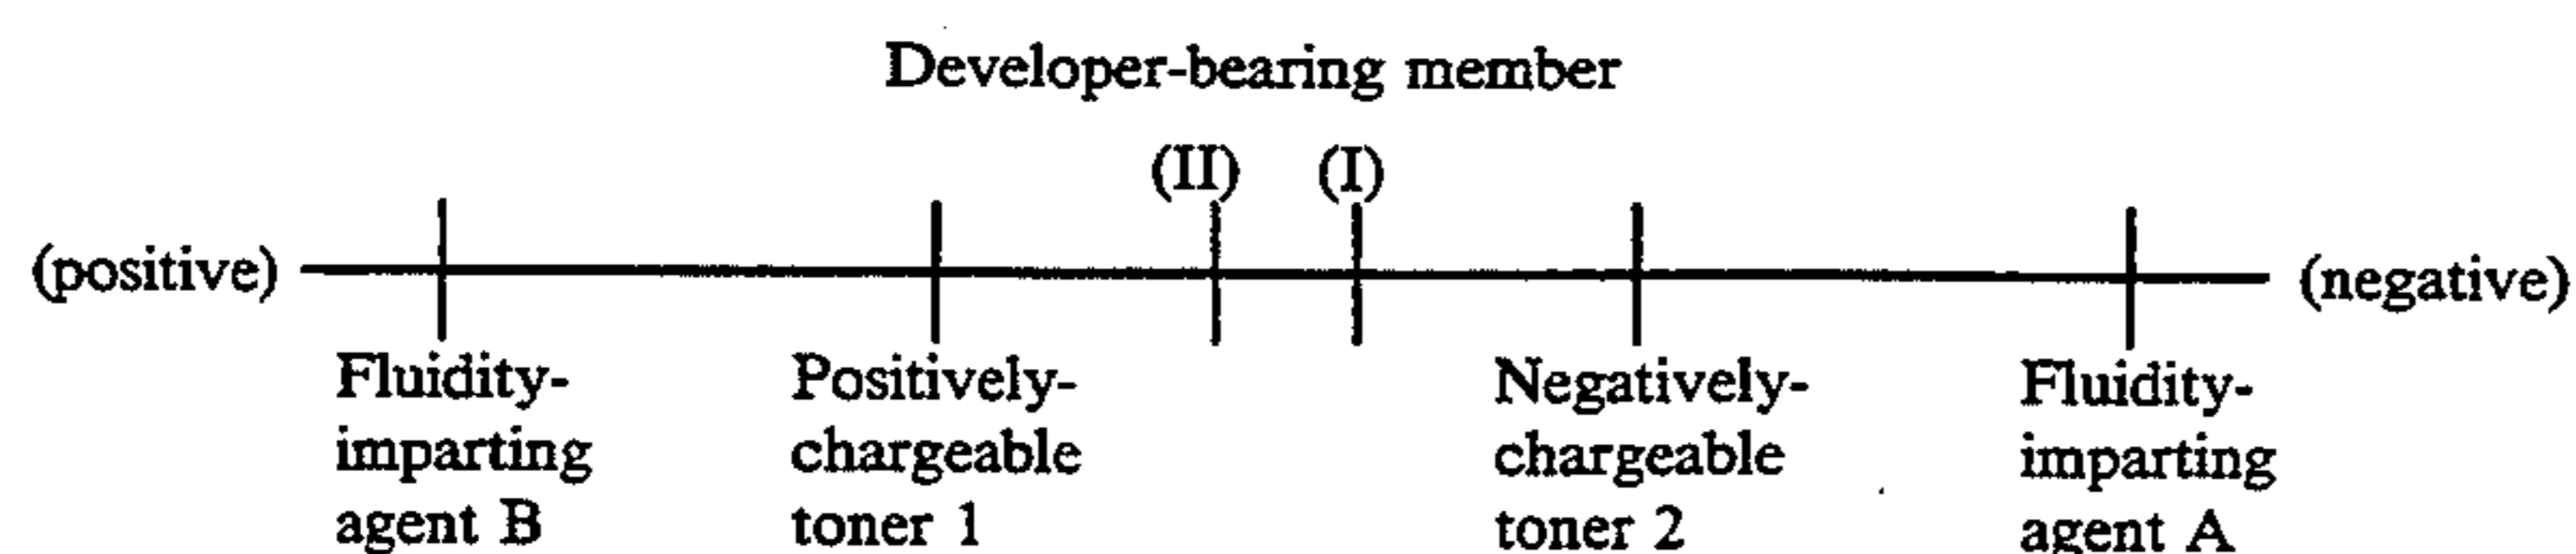 Developer-bearing member
(II) (I)
(positive) (negative)
Fluidity- Positively- Negatively- Fluidity-
imparting chargeable chargeable imparting
agent B toner 1 toner 2 agent A